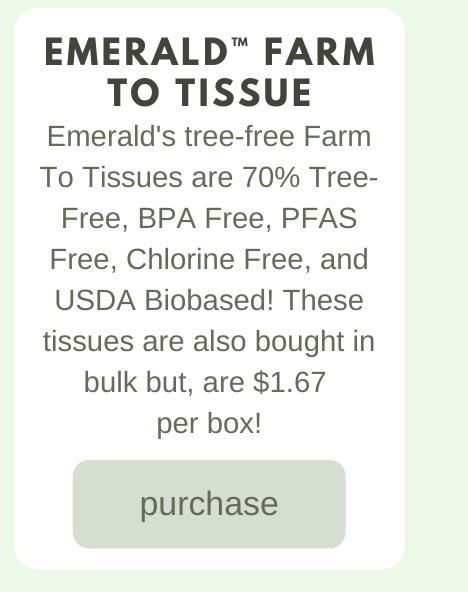 EMERALD™ FARM
TO TISSUE
Emerald's tree-free Farm
To Tissues are 70% Tree-
Free, BPA Free, PFAS
Free, Chlorine Free, and
USDA Biobased! These
tissues are also bought in
bulk but, are $1.67
per box!
purchase